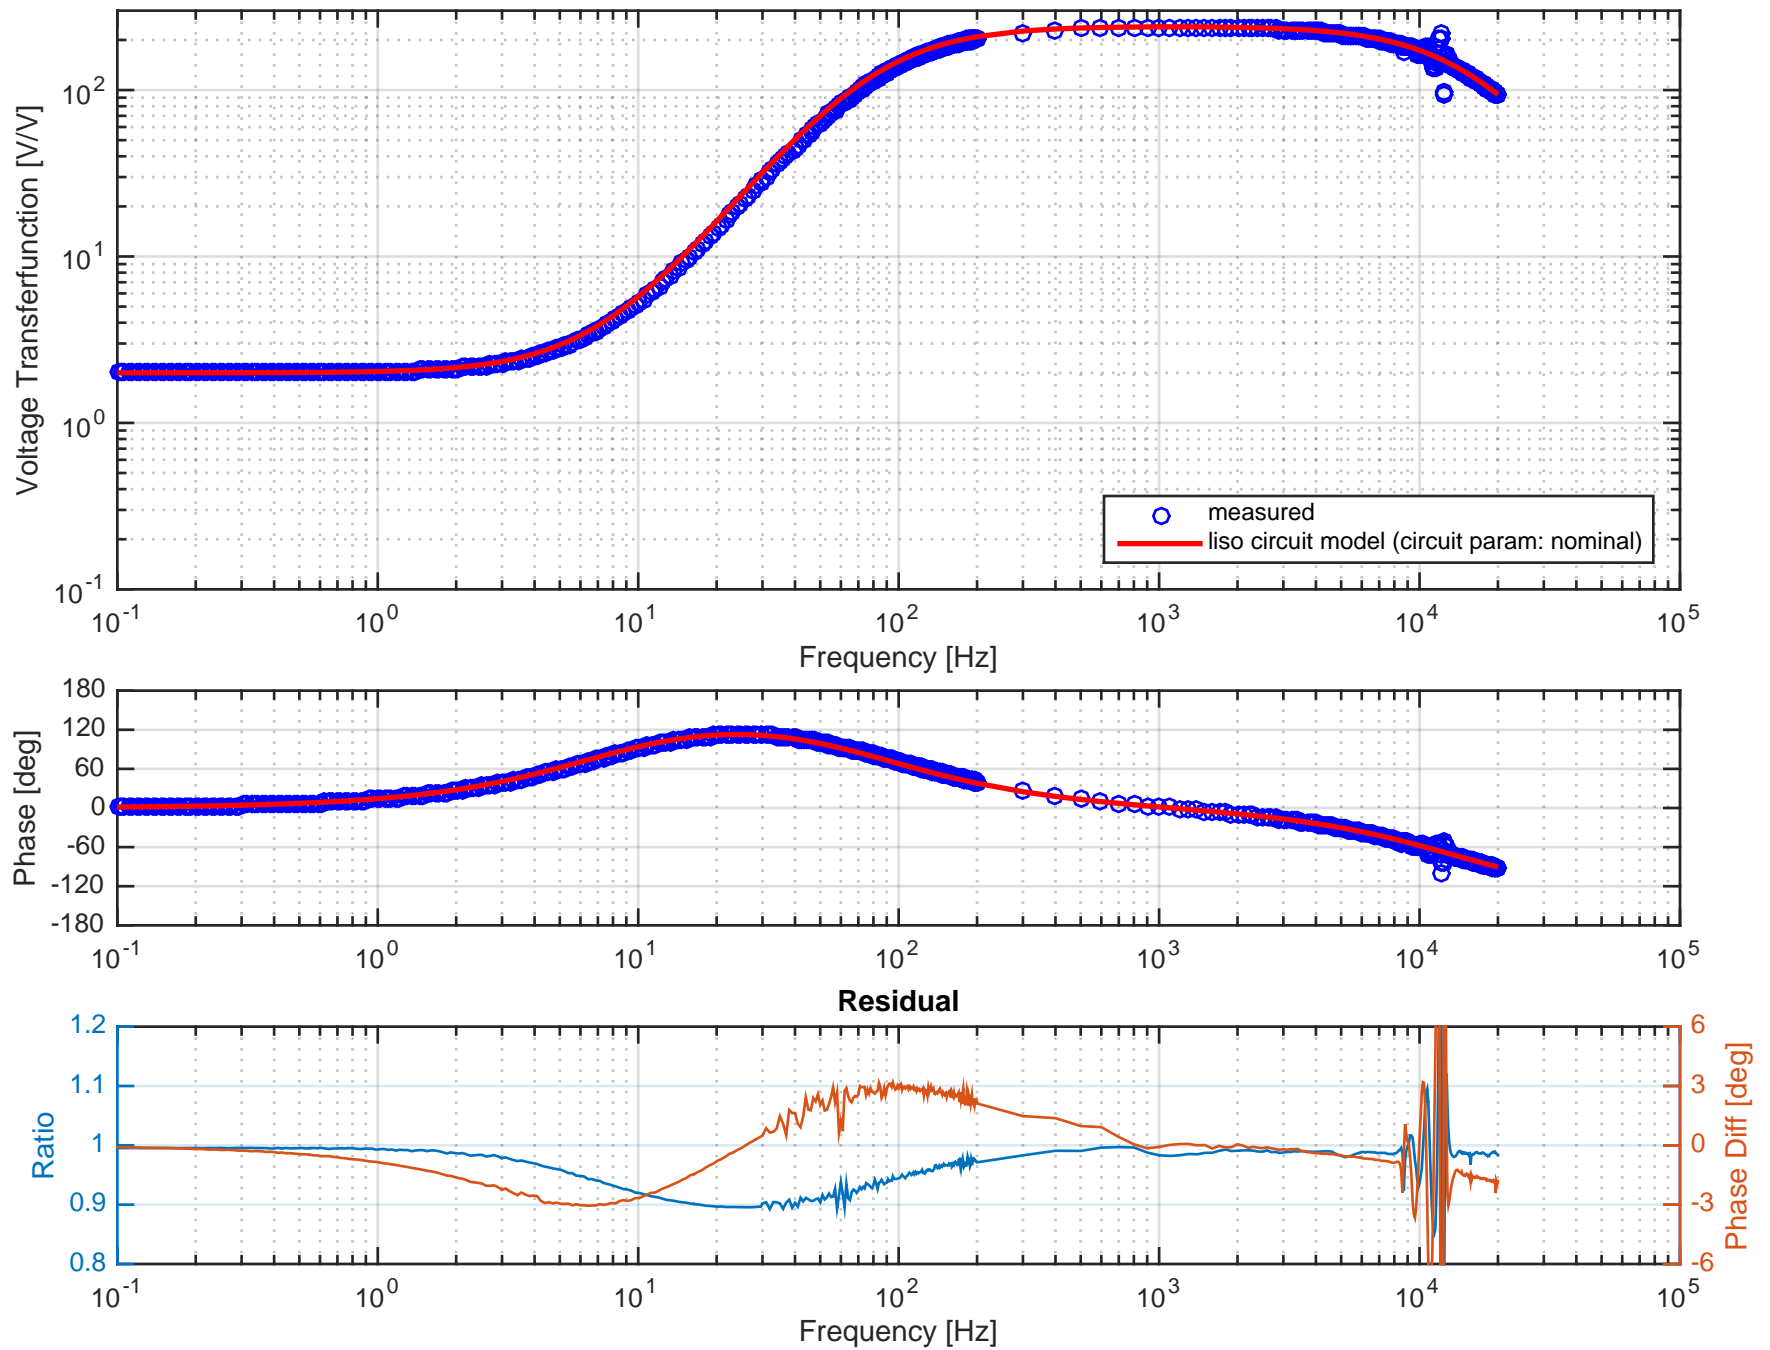 Voltage Transferfunction [V/V]
10^2
10^1
10^0
10^-1
measured
liso circuit model (circuit param: nominal)
10^-1 10^0 10^1 10^2 10^3 10^4 10^5
Frequency [Hz]
Phase [deg]
180
120
60
0
-60
-120
-180
10^-1 10^0 10^1 10^2 10^3 10^4 10^5
Residual
Ratio
1.2
1.1
1
0.9
0.8
6
3
0
-3
-6
Phase Diff [deg]
10^-1 10^0 10^1 10^2 10^3 10^4 10^5
Frequency [Hz]